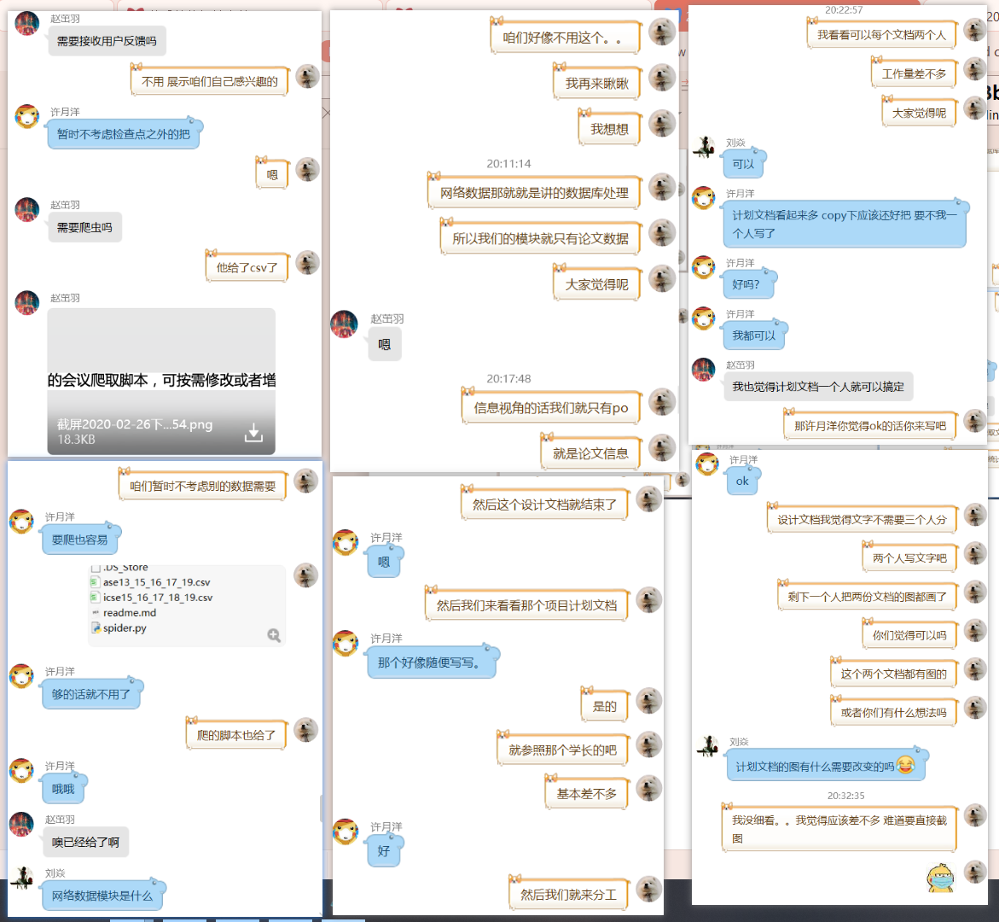 赵茁羽
需要接收用户反馈吗
不用 展示咱们自己感兴趣的
许月洋
暂时不考虑检查点之外的把
嗯
赵茁羽
需要爬虫吗
他给了csv了
赵茁羽
的会议爬取脚本，可按需修改或者增
截屏2020-02-26下...54.png
18.3KB
咱们暂时不考虑别的数据需要
许月洋
要爬也容易
.DS_Store
ase13_15_16_17_19.csv
icse15_16_17_18_19.csv
readme.md
spider.py
许月洋
够的话就不用了
爬的脚本也给了
许月洋
哦哦
赵茁羽
噢已经给了啊
刘焱
网络数据模块是什么
咱们好像不用这个。。
我再来瞅瞅
我想想
20:11:14
网络数据那就就是讲的数据库处理
所以我们的模块就只有论文数据
大家觉得呢
赵茁羽
嗯
20:17:48
信息视角的话我们就只有po
就是论文信息
然后这个设计文档就结束了
许月洋
嗯
然后我们来看看那个项目计划文档
许月洋
那个好像随便写写。
是的
就参照那个学长的吧
基本差不多
许月洋
好
然后我们就来分工
20:22:57
我看看可以每个文档两个人
工作量差不多
大家觉得呢
刘焱
可以
许月洋
计划文档看起来多 copy下应该还好把 要不我一
个人写了
许月洋
好吗?
许月洋
我都可以
赵茁羽
我也觉得计划文档一个人就可以搞定
那许月洋你觉得ok的话你来写吧
许月洋
ok
设计文档我觉得文字不需要三个人分
两个人写文字吧
剩下一个人把两份文档的图都画了
你们觉得可以吗
这个两个文档都有图的
或者你们有什么想法吗
刘焱
计划文档的图有什么需要改变的吗
20:32:35
我没细看。。我觉得应该差不多 难道要直接截
图